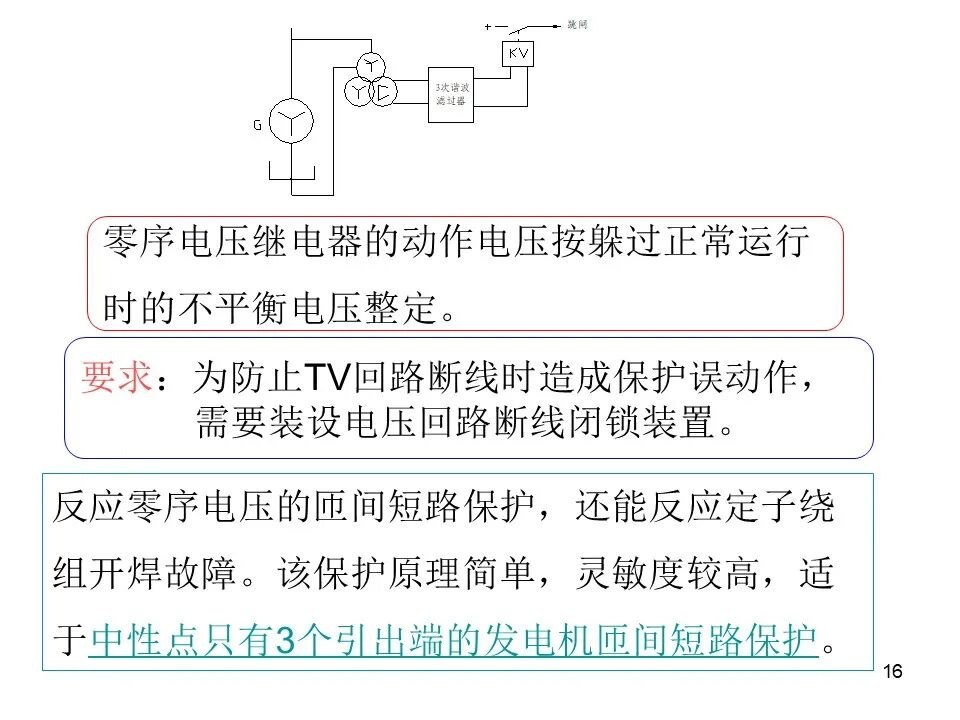 跳闸
KV
3次谐波
滤过器
G
零序电压继电器的动作电压按躲过正常运行
时的不平衡电压整定。
要求：为防止TV回路断线时造成保护误动作，
需要装设电压回路断线闭锁装置。
反应零序电压的匝间短路保护，还能反应定子绕
组开焊故障。该保护原理简单，灵敏度较高，适
于中性点只有3个引出端的发电机匝间短路保护。
16